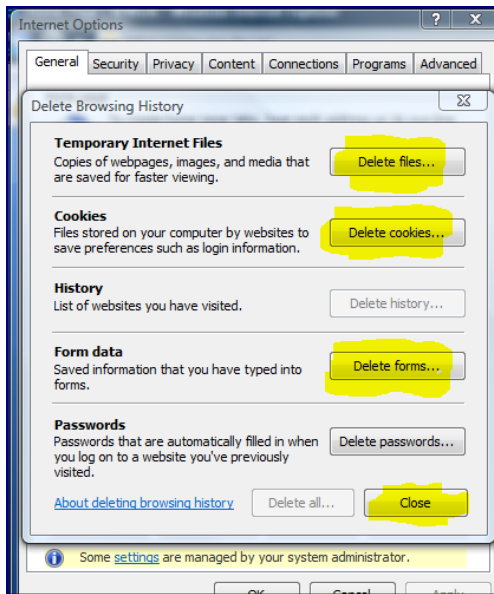 Internet Options
? X
General Security Privacy Content Connections Programs Advanced
Delete Browsing History
Temporary Internet Files
Copies of webpages, images, and media that
are saved for faster viewing.
Delete files...
Cookies
Files stored on your computer by websites to
save preferences such as login information.
Delete cookies...
History
List of websites you have visited.
Delete history...
Form data
Saved information that you have typed into
forms.
Delete forms...
Passwords
Passwords that are automatically filled in when
you log on to a website you've previously
visited.
Delete passwords...
About deleting browsing history Delete all... Close
Some settings are managed by your system administrator.
OK Cancel Apply